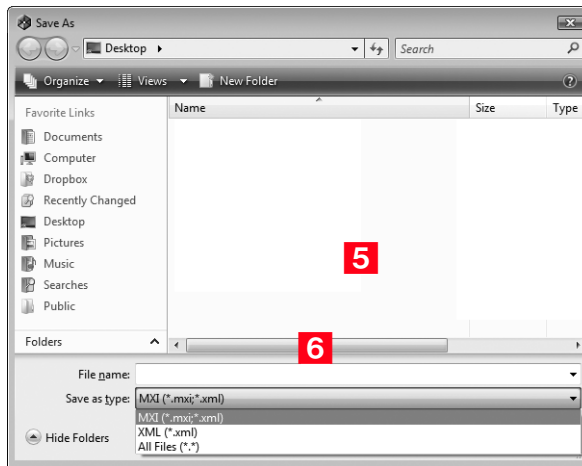 Save As
Desktop
Search
Organize Views New Folder
Favorite Links
Documents
Computer
Dropbox
Recently Changed
Desktop
Pictures
Music
Searches
Public
Folders
Name Size Type
5
6
File name:
Save as type: MXI (*.mxi;*.xml)
MXI (*.mxi;*.xml)
XML (*.xml)
All Files (*.*)
Hide Folders